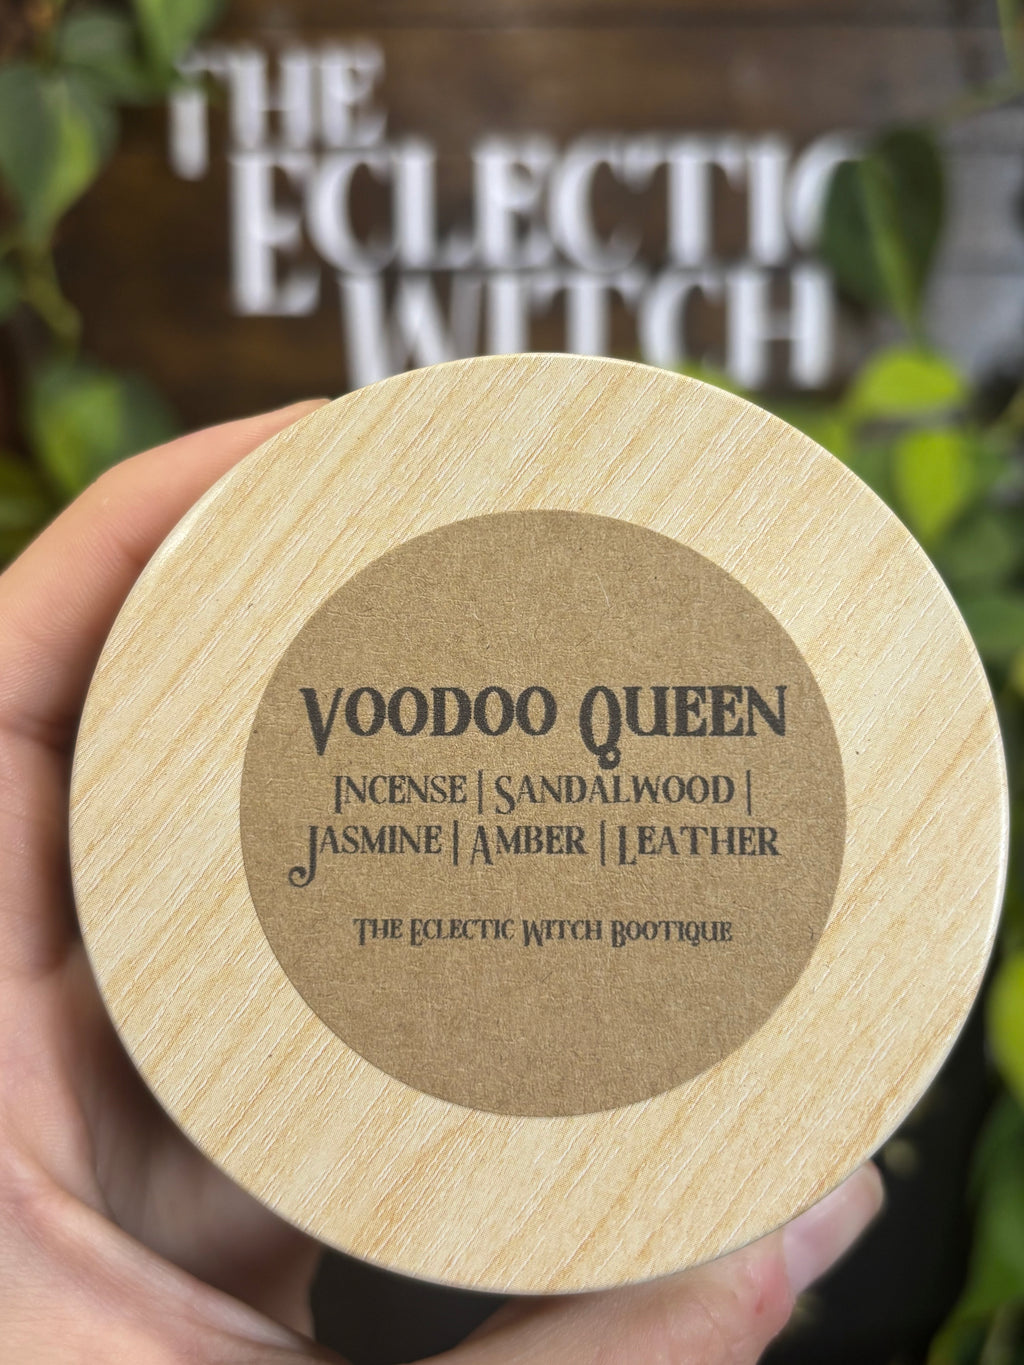 The
Eclectic
Witch
Voodoo Queen
Incense | Sandalwood |
Jasmine | Amber | Leather
The Eclectic Witch Bootique